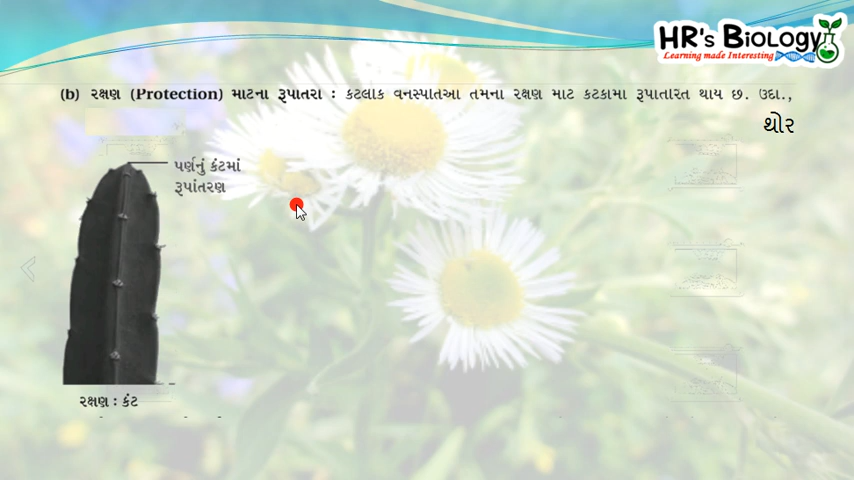 HR's Biology
Learning made Interesting
(b) રક્ષણ (Protection) માટેના રૂપાંતરો : કેટલીક વનસ્પતિઓ તેમના રક્ષણ માટે કંટકોમાં રૂપાંતરિત થાય છે. ઉદા.,
થોર
પર્ણનું કંટમાં
રૂપાંતરણ
રક્ષણ : કંટ